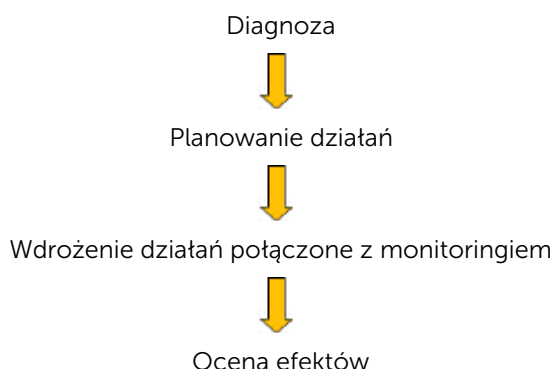 Diagnoza
Planowanie działań
Wdrożenie działań połączone z monitoringiem
Ocena efektów